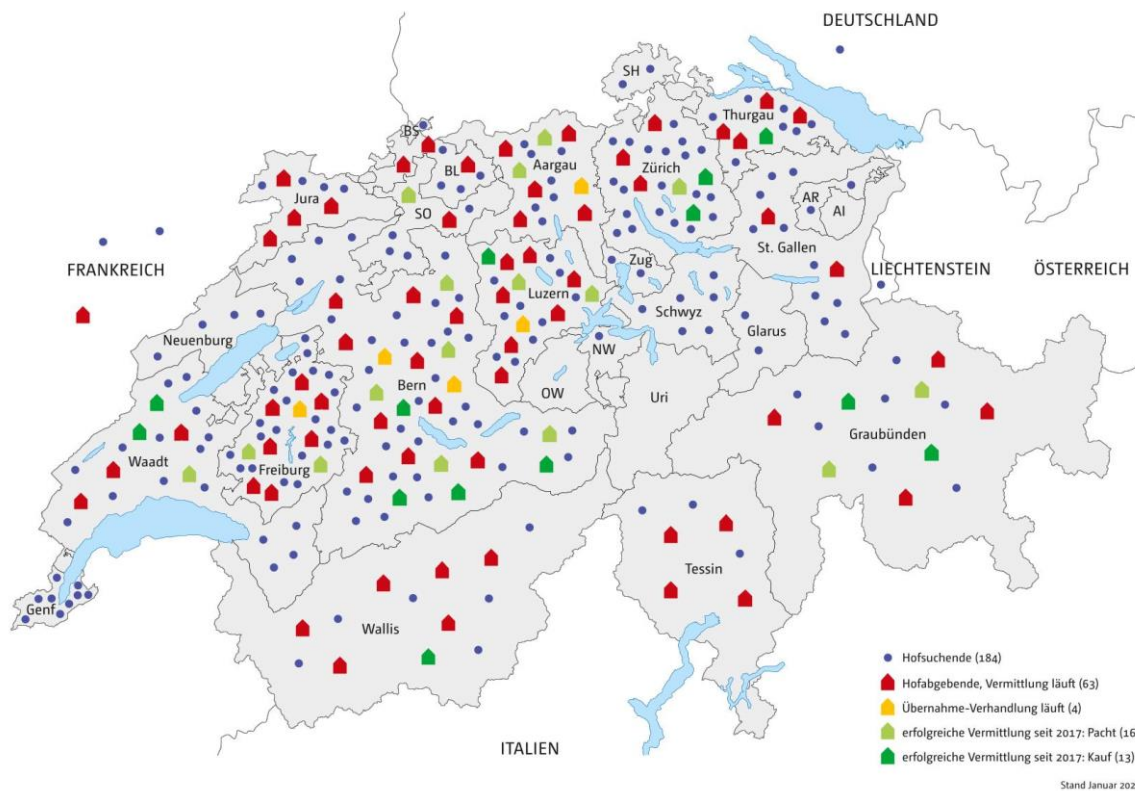 DEUTSCHLAND
SH
Thurgau
BS
Aargau
BL
Zürich
Jura
AR
AI
SO
St. Gallen
FRANKREICH
Zug
LIECHTENSTEIN
ÖSTERREICH
Luzern
Schwyz
Neuenburg
Glarus
NW
Bern
OW
Uri
Graubünden
Waadt
Freiburg
Tessin
Genf
Wallis
Hofsuchende (184)
Hofabgebende, Vermittlung läuft (63)
Übernahme-Verhandlung läuft (4)
erfolgreiche Vermittlung seit 2017: Pacht (16
erfolgreiche Vermittlung seit 2017: Kauf (13)
ITALIEN
Stand Januar 202